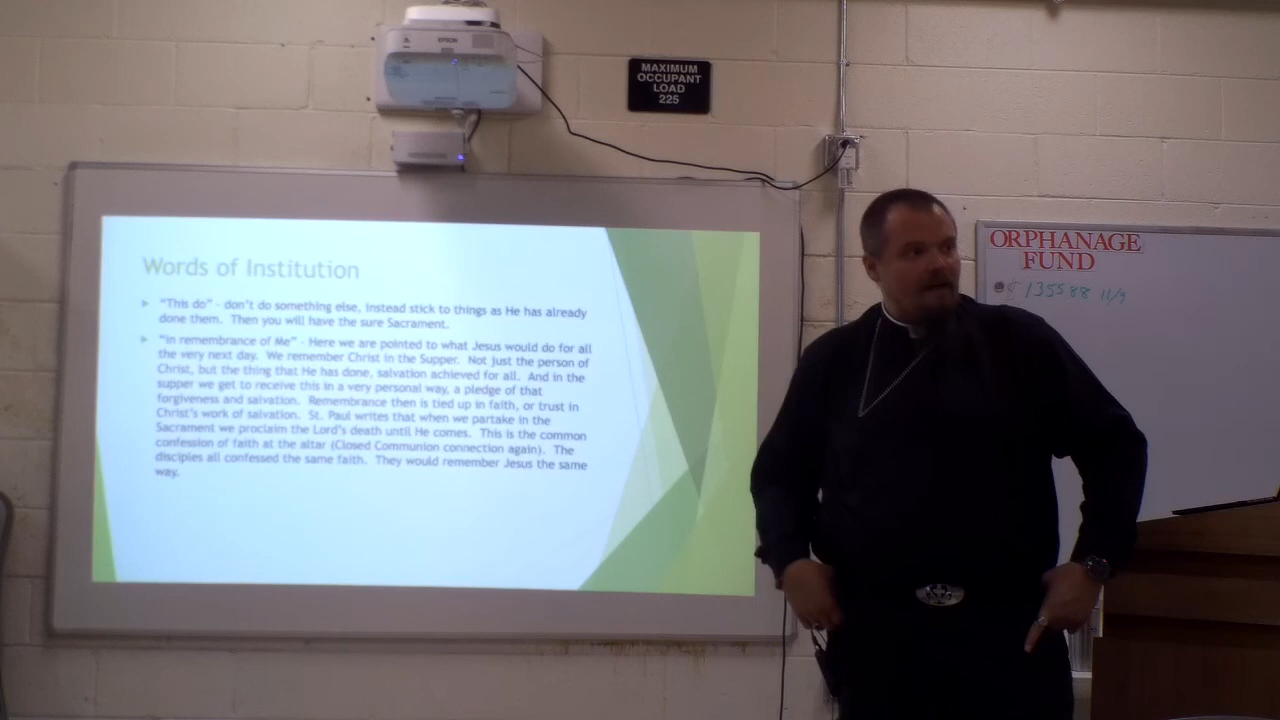 EPSON
MAXIMUM
OCCUPANT
LOAD
225
ORPHANAGE
FUND
$ 135588 11/9
Words of Institution
"This do" - don't do something else, instead stick to things as He has already
done them. Then you will have the sure Sacrament.
"in remembrance of Me" - Here we are pointed to what Jesus would do for all
the very next day. We remember Christ in the Supper. Not just the person of
Christ, but the thing that He has done, salvation achieved for all. And in the
supper we get to receive this in a very personal way, a pledge of that
forgiveness and salvation. Remembrance then is tied up in faith, or trust in
Christ's work of salvation. St. Paul writes that when we partake in the
Sacrament we proclaim the Lord's death until He comes. This is the common
confession of faith at the altar (Closed Communion connection again). The
disciples all confessed the same faith. They would remember Jesus the same
way.